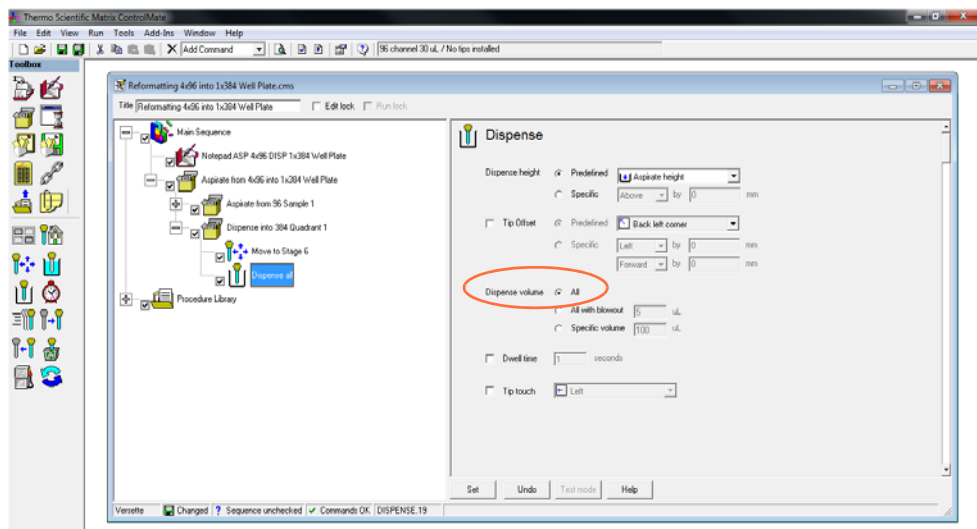 Thermo Scientific Matrix ControlMate
File Edit View Run Tools Add-Ins Window Help
Add Command 96 channel 30 uL / No tips installed
Toolbox
Reformatting 4x96 into 1x384 Well Plate.cms
Title Reformatting 4x96 into 1x384 Well Plate Edit lock Run lock
Main Sequence
Notepad ASP 4x96 DISP 1x384 Well Plate
Aspirate from 4x96 into 1x384 Well Plate
Aspirate from 96 Sample 1
Dispense into 384 Quadrant 1
Move to Stage 6
Dispense all
Procedure Library
Dispense
Dispense height Predefined Aspirate height
Specific Above by 0 mm
Tip Offset Predefined Back left corner
Specific Left by 0 mm
Forward by 0 mm
Dispense volume All
All with blowout 5 uL
Specific volume 100 uL
Dwell time 1 seconds
Tip touch Left
Set Undo Text mode Help
Versette Changed ? Sequence unchecked Commands OK DISPENSE.19